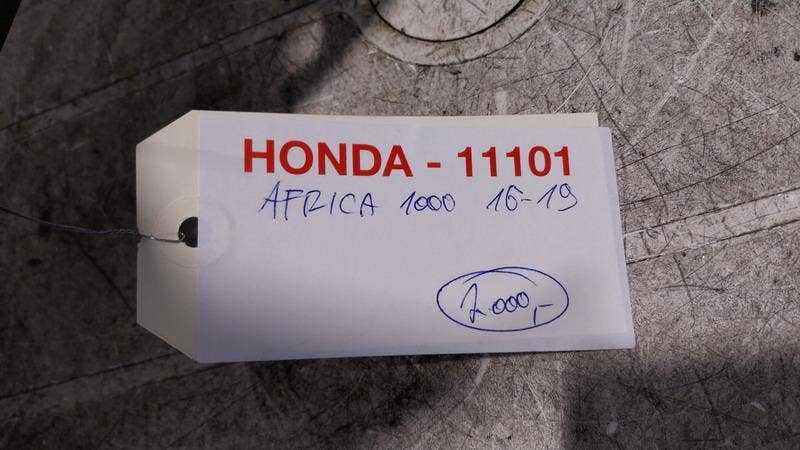 HONDA - 11101
AFRICA 1000 16-19
2.000,-